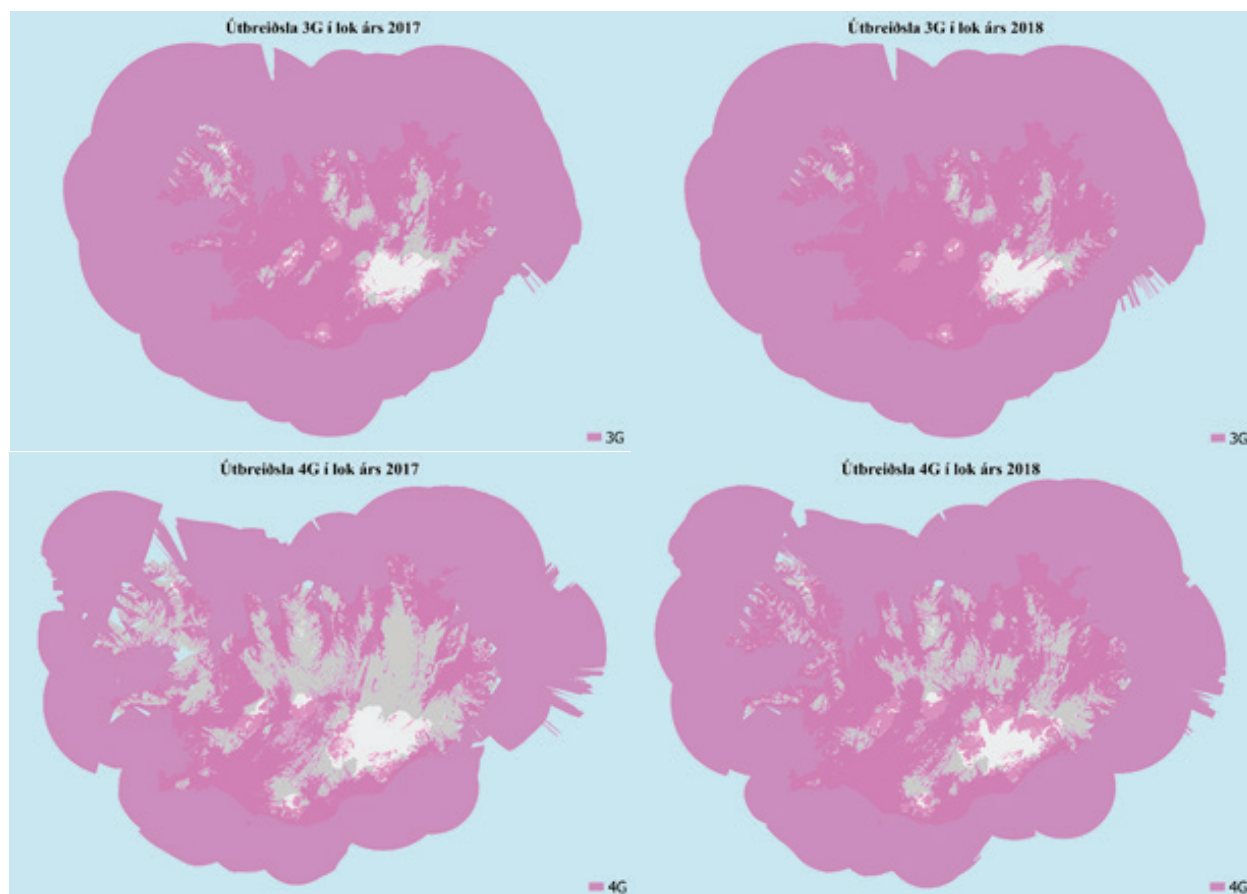 Útbreiðsla 3G í lok árs 2017
Útbreiðsla 3G í lok árs 2018
3G
3G
Útbreiðsla 4G í lok árs 2017
Útbreiðsla 4G í lok árs 2018
4G
4G